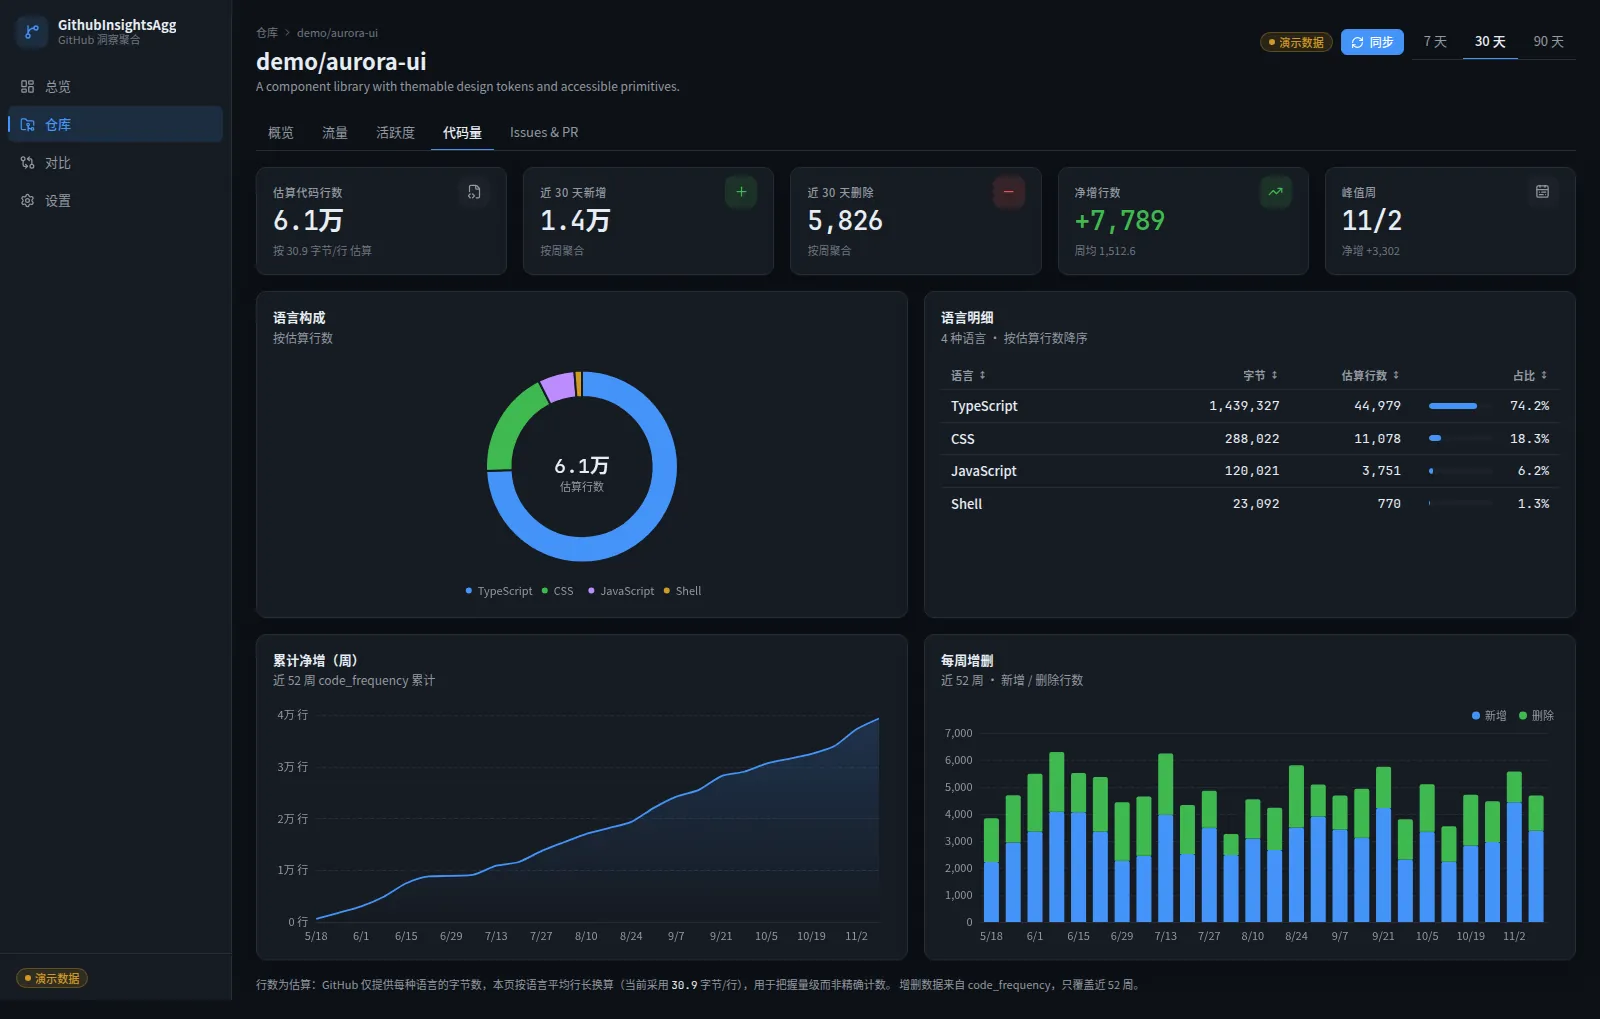 GithubInsightsAgg
GitHub 洞察聚合
总览
仓库
对比
设置
演示数据
仓库 > demo/aurora-ui
demo/aurora-ui
A component library with themable design tokens and accessible primitives.
演示数据 同步 7 天 30 天 90 天
概览 流量 活跃度 代码量 Issues & PR
估算代码行数
6.1万
按 30.9 字节/行 估算
近 30 天新增
1.4万
按周聚合
近 30 天删除
5,826
按周聚合
净增行数
+7,789
周均 1,512.6
峰值周
11/2
净增 +3,302
语言构成
按估算行数
6.1万
估算行数
TypeScript CSS JavaScript Shell
语言明细
4 种语言 • 按估算行数降序
语言 ↕ 字节 ↕ 估算行数 ↕ 占比 ↕
TypeScript 1,439,327 44,979 74.2%
CSS 288,022 11,078 18.3%
JavaScript 120,021 3,751 6.2%
Shell 23,092 770 1.3%
累计净增（周）
近 52 周 code_frequency 累计
4万 行
3万 行
2万 行
1万 行
0 行
5/18 6/1 6/15 6/29 7/13 7/27 8/10 8/24 9/7 9/21 10/5 10/19 11/2
每周增删
近 52 周 • 新增 / 删除行数
新增 删除
7,000
6,000
5,000
4,000
3,000
2,000
1,000
0
5/18 6/1 6/15 6/29 7/13 7/27 8/10 8/24 9/7 9/21 10/5 10/19 11/2
行数为估算：GitHub 仅提供每种语言的字节数，本页按语言平均行长换算（当前采用 30.9 字节/行），用于把握量级而非精确计数。 增删数据来自 code_frequency，只覆盖近 52 周。